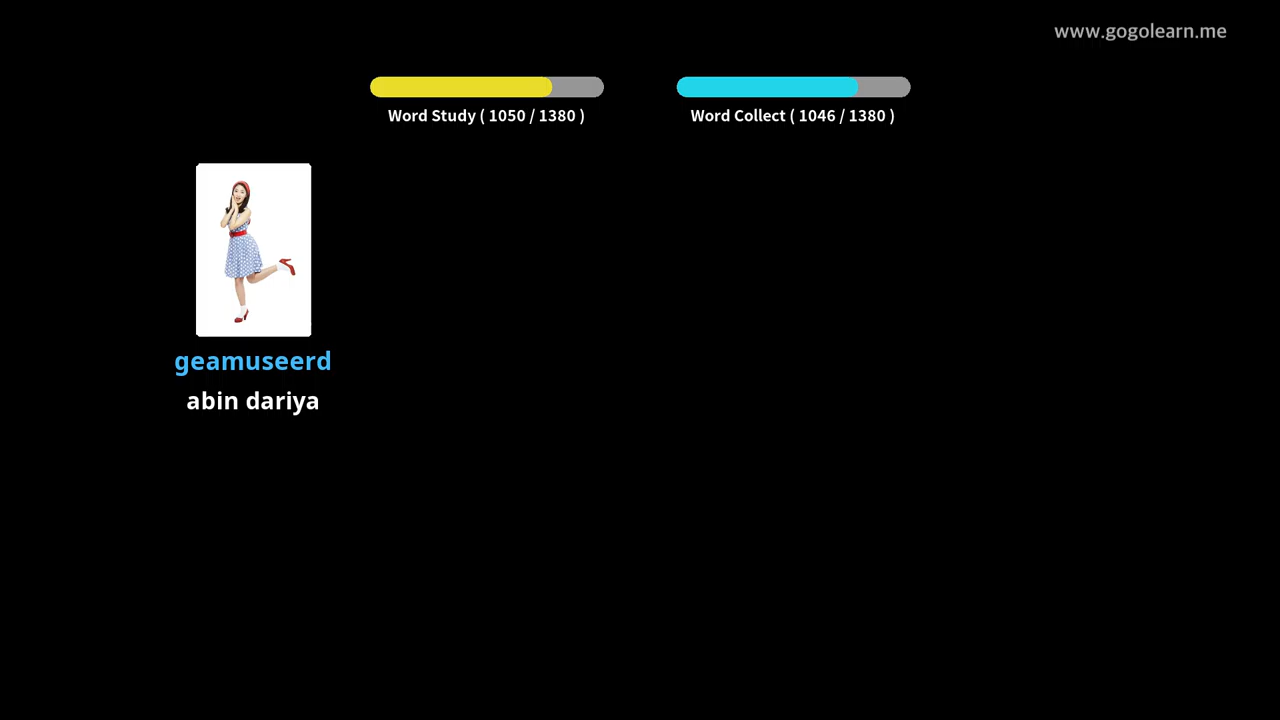 www.gogolearn.me
Word Study ( 1050 / 1380 )
Word Collect ( 1046 / 1380 )
geamuseerd
abin dariya